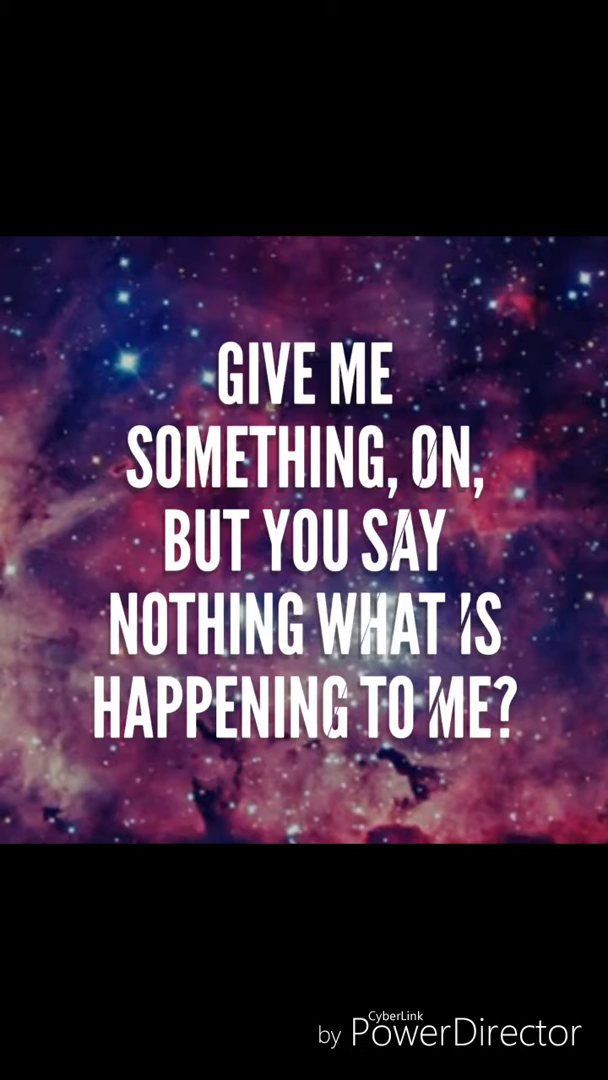 GIVE ME
SOMETHING, ON,
BUT YOU SAY
NOTHING WHAT IS
HAPPENING TO ME?
CyberLink
by PowerDirector